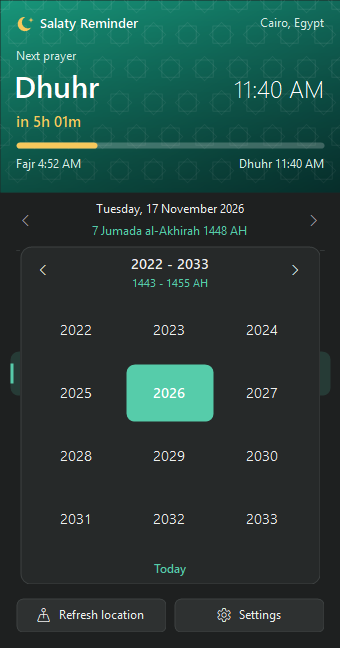 Salaty Reminder
Cairo, Egypt
Next prayer
Dhuhr
11:40 AM
in 5h 01m
Fajr 4:52 AM
Dhuhr 11:40 AM
Tuesday, 17 November 2026
7 Jumada al-Akhirah 1448 AH
2022 - 2033
1443 - 1455 AH
2022 2023 2024
2025 2026 2027
2028 2029 2030
2031 2032 2033
Today
Refresh location
Settings